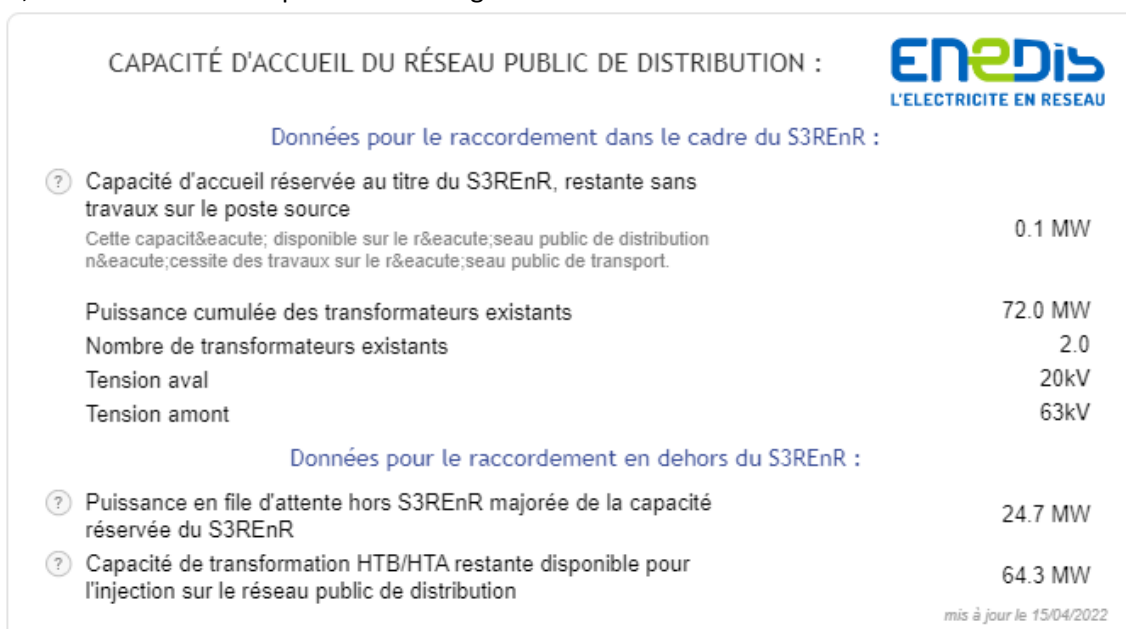 CAPACITÉ D'ACCUEIL DU RÉSEAU PUBLIC DE DISTRIBUTION :
ENEDIS
L'ELECTRICITE EN RESEAU
Données pour le raccordement dans le cadre du S3REnR :
? Capacité d'accueil réservée au titre du S3REnR, restante sans
travaux sur le poste source
0.1 MW
Cette capacit&eacute; disponible sur le r&eacute;seau public de distribution
n&eacute;cessite des travaux sur le r&eacute;seau public de transport.
Puissance cumulée des transformateurs existants 72.0 MW
Nombre de transformateurs existants 2.0
Tension aval 20kV
Tension amont 63kV
Données pour le raccordement en dehors du S3REnR :
? Puissance en file d'attente hors S3REnR majorée de la capacité
réservée du S3REnR
24.7 MW
? Capacité de transformation HTB/HTA restante disponible pour
l'injection sur le réseau public de distribution
64.3 MW
mis à jour le 15/04/2022